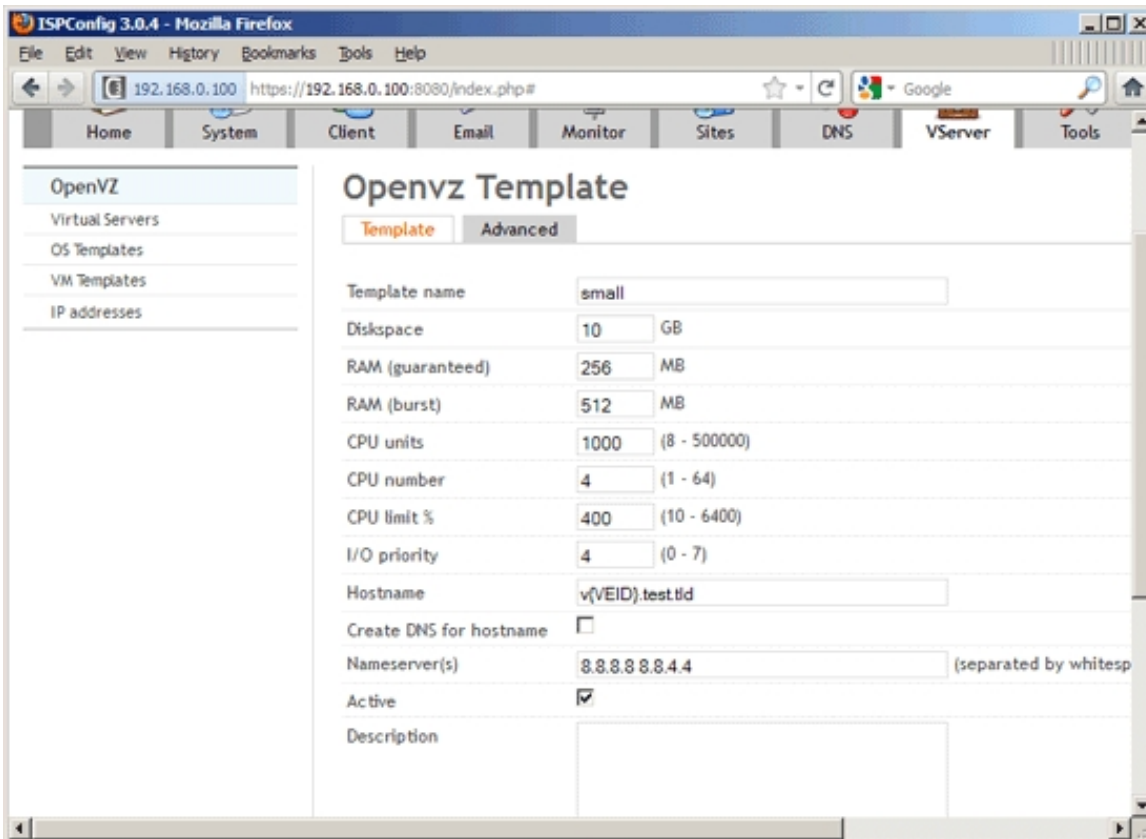 ISPConfig 3.0.4 - Mozilla Firefox
File Edit View History Bookmarks Tools Help
192.168.0.100 https://192.168.0.100:8080/index.php# Google
Home System Client Email Monitor Sites DNS VServer Tools
OpenVZ
Virtual Servers
OS Templates
VM Templates
IP addresses
Openvz Template
Template Advanced
Template name small
Diskspace 10 GB
RAM (guaranteed) 256 MB
RAM (burst) 512 MB
CPU units 1000 (8 - 500000)
CPU number 4 (1 - 64)
CPU limit % 400 (10 - 6400)
I/O priority 4 (0 - 7)
Hostname v{VEID}.test.tld
Create DNS for hostname
Nameserver(s) 8.8.8.8 8.8.4.4 (separated by whitesp
Active
Description